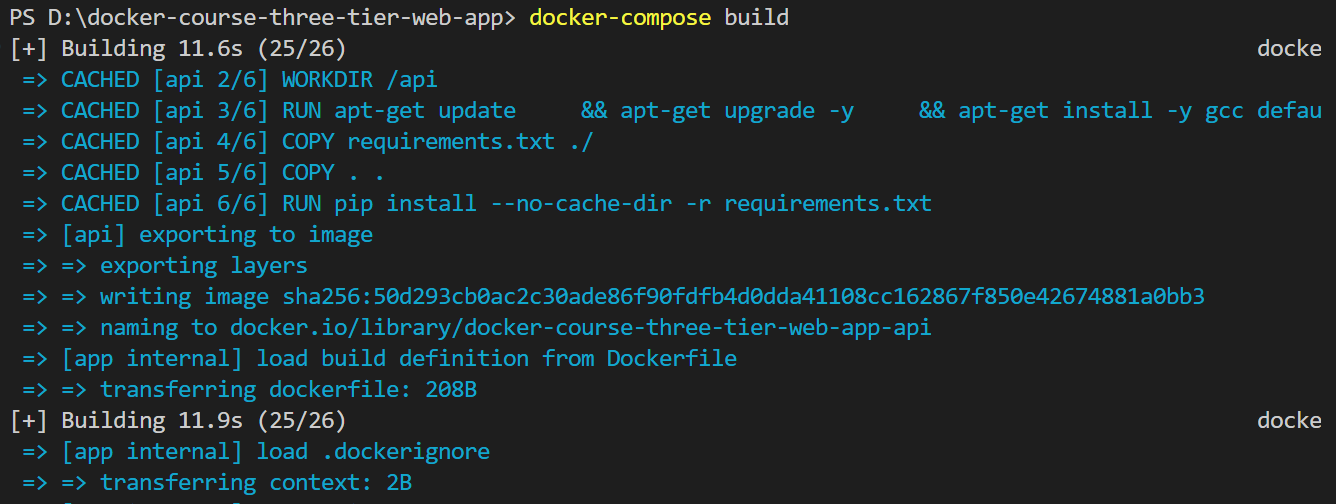 PS D:\docker-course-three-tier-web-app> docker-compose build
[+] Building 11.6s (25/26) docke
=> CACHED [api 2/6] WORKDIR /api
=> CACHED [api 3/6] RUN apt-get update     && apt-get upgrade -y     && apt-get install -y gcc defau
=> CACHED [api 4/6] COPY requirements.txt ./
=> CACHED [api 5/6] COPY . .
=> CACHED [api 6/6] RUN pip install --no-cache-dir -r requirements.txt
=> [api] exporting to image
=> => exporting layers
=> => writing image sha256:50d293cb0ac2c30ade86f90fdfb4d0dda41108cc162867f850e42674881a0bb3
=> => naming to docker.io/library/docker-course-three-tier-web-app-api
=> [app internal] load build definition from Dockerfile
=> => transferring dockerfile: 208B
[+] Building 11.9s (25/26) docke
=> [app internal] load .dockerignore
=> => transferring context: 2B